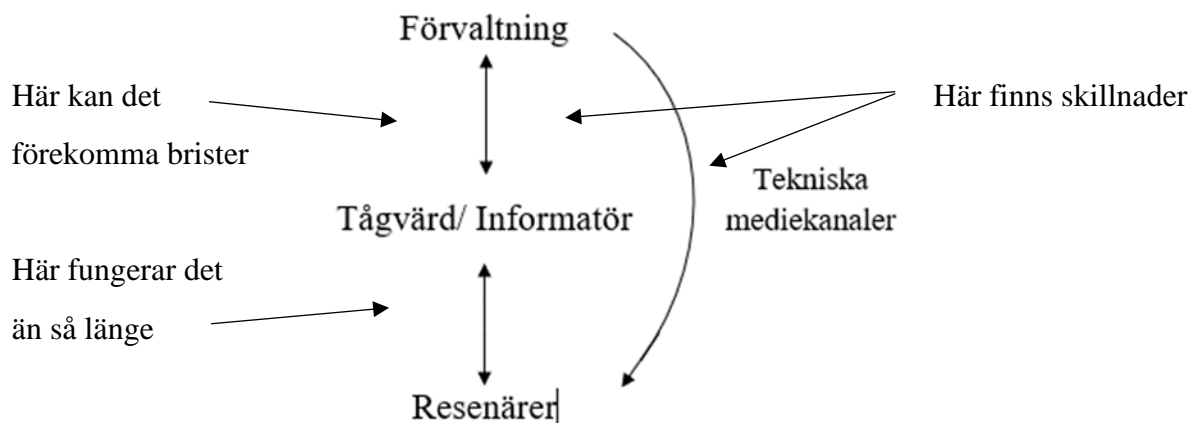 Förvaltning
Här kan det
förekomma brister
Här finns skillnader
Tekniska
mediekanaler
Tågvärd/ Informatör
Här fungerar det
än så länge
Resenärer